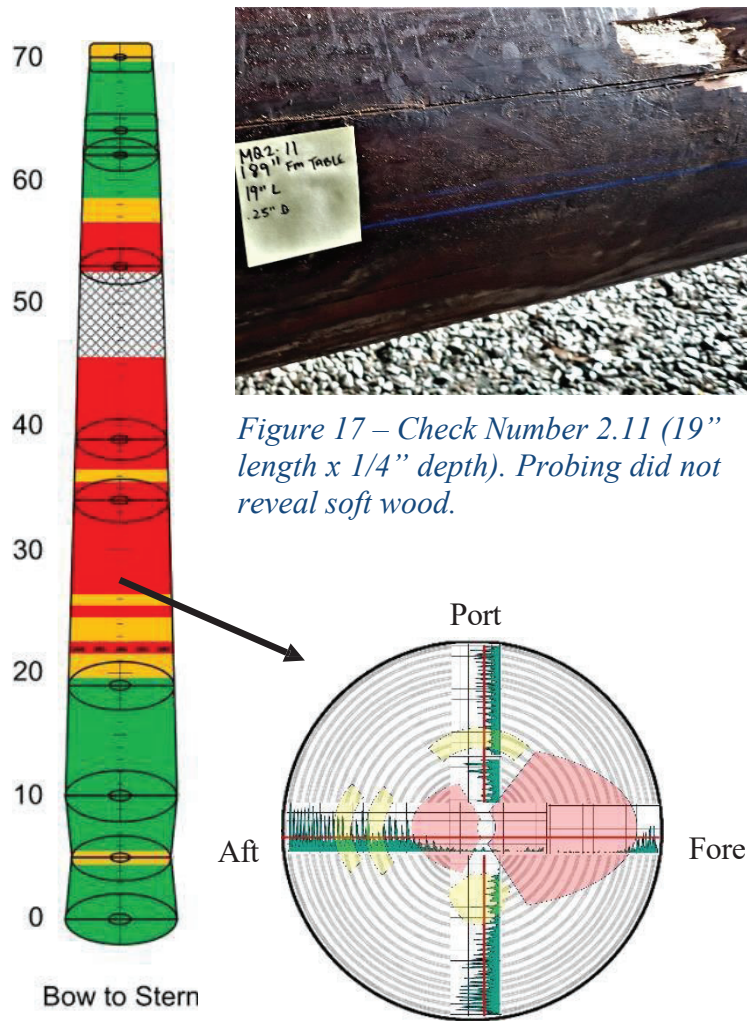 70
60
50
40
30
20
10
0
Bow to Stern
MQ2-11
189" Fm TABLE
19" L
.25" D
Figure 17 – Check Number 2.11 (19”
length x 1/4” depth). Probing did not
reveal soft wood.
Port
Aft
Fore